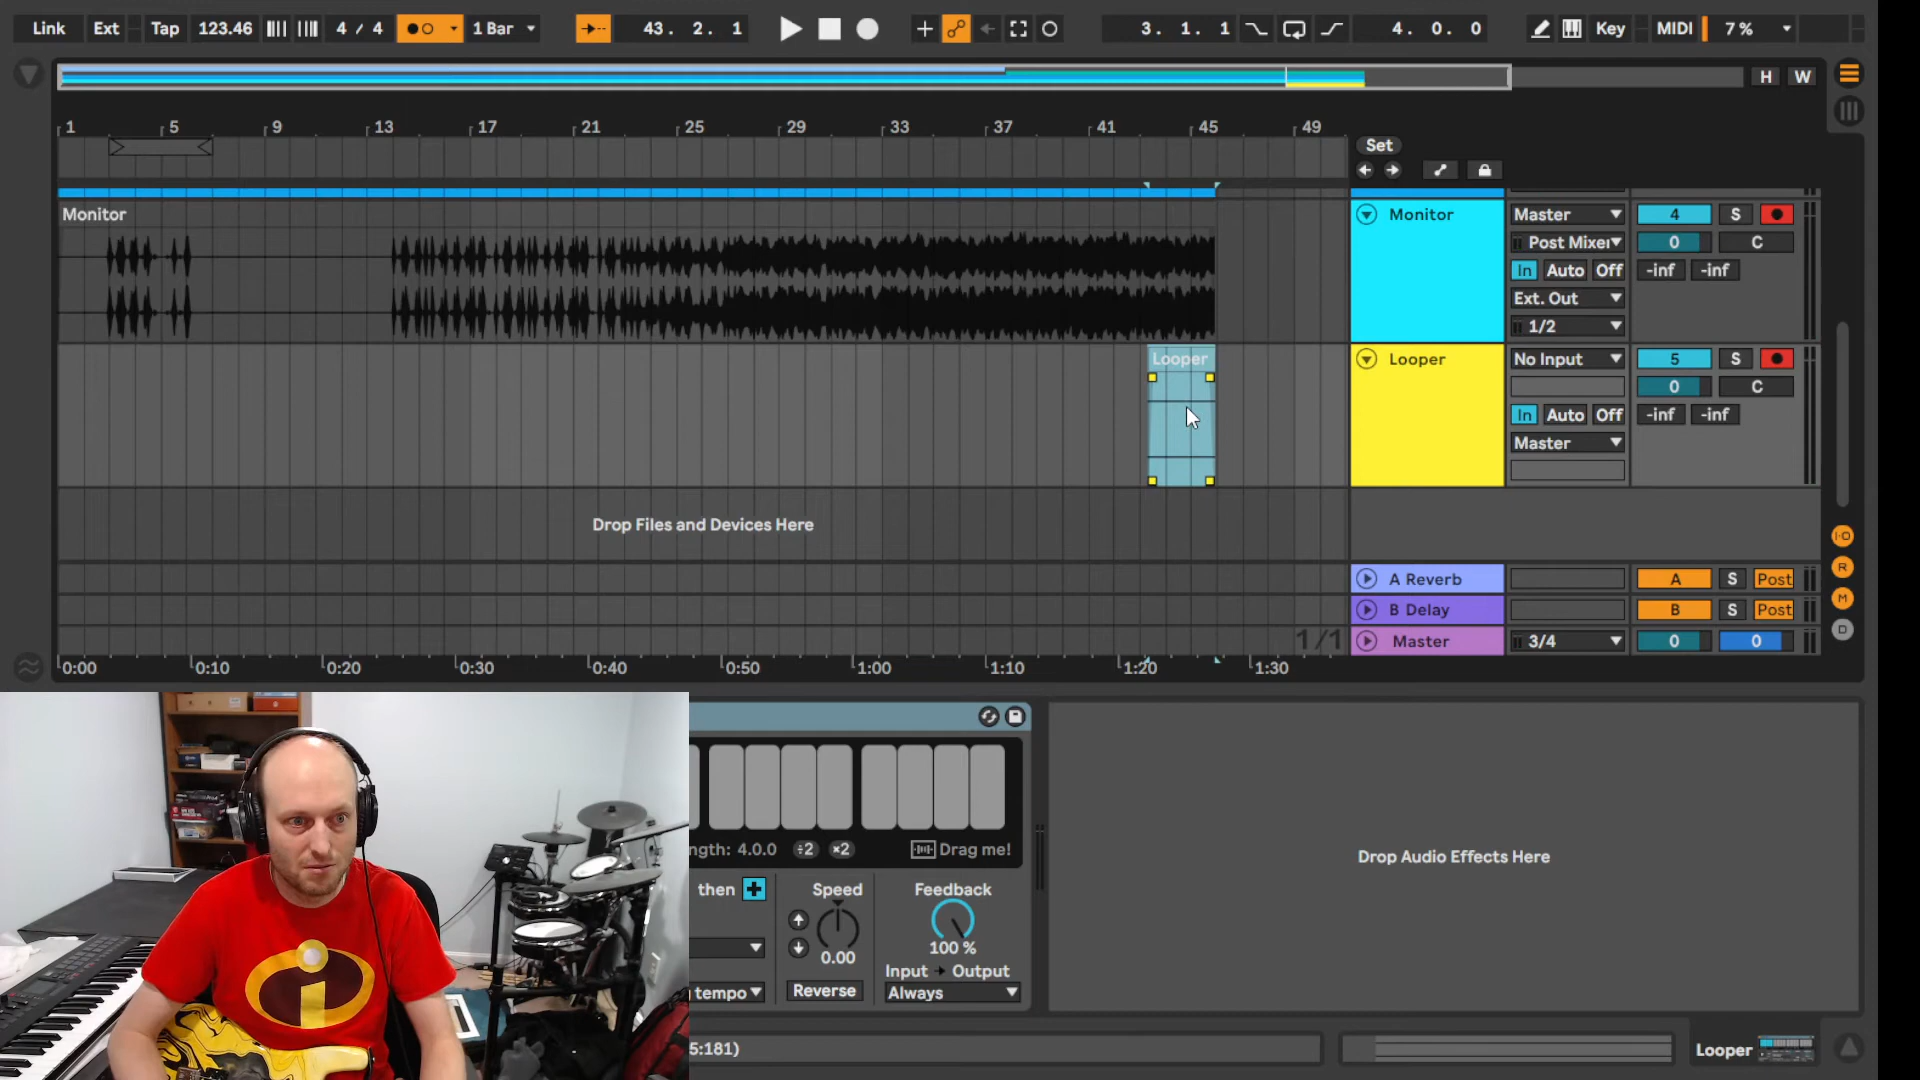 Link Ext Tap 123.46 4 / 4 1 Bar 43. 2. 1 3. 1. 1 4. 0. 0 Key MIDI 7 %
H W
1 5 9 13 17 21 25 29 33 37 41 45 49
Set
Monitor
Monitor Master 4 S
Post Mixer 0 C
In Auto Off -inf -inf
Ext. Out
1/2
Looper
Looper No Input 5 S
0 C
In Auto Off -inf -inf
Master
Drop Files and Devices Here
A Reverb A S Post
B Delay B S Post
1/1
Master 3/4 0 0
0:00 0:10 0:20 0:30 0:40 0:50 1:00 1:10 1:20 1:30
I·O
R
M
D
ngth: 4.0.0 ÷2 ×2 Drag me!
then + Speed Feedback
100 %
0.00
Input → Output
tempo Reverse Always
Drop Audio Effects Here
5:181)
Looper